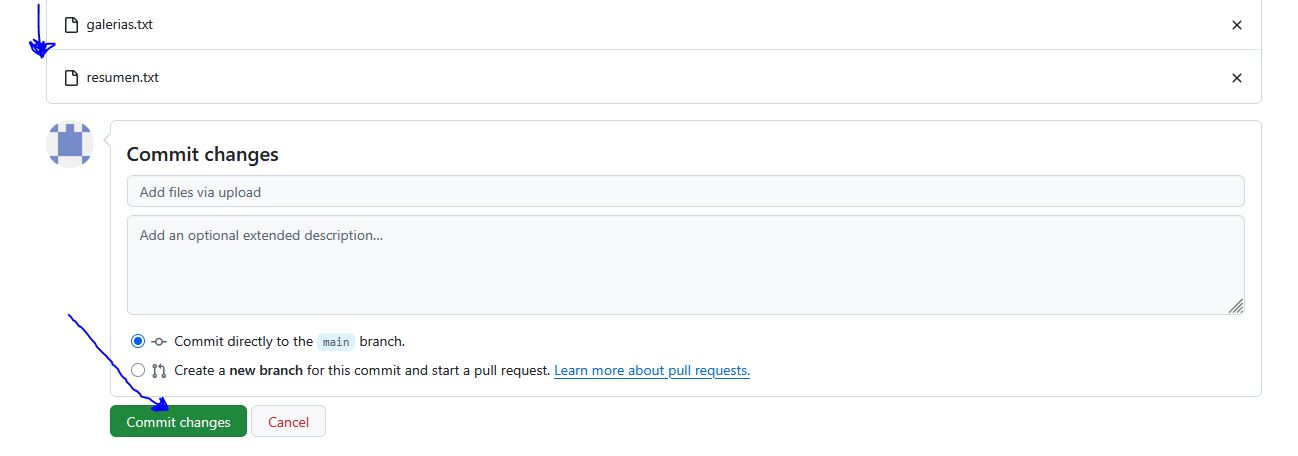 galerias.txt
resumen.txt
Commit changes
Add files via upload
Add an optional extended description...
Commit directly to the main branch.
Create a new branch for this commit and start a pull request. Learn more about pull requests.
Commit changes Cancel